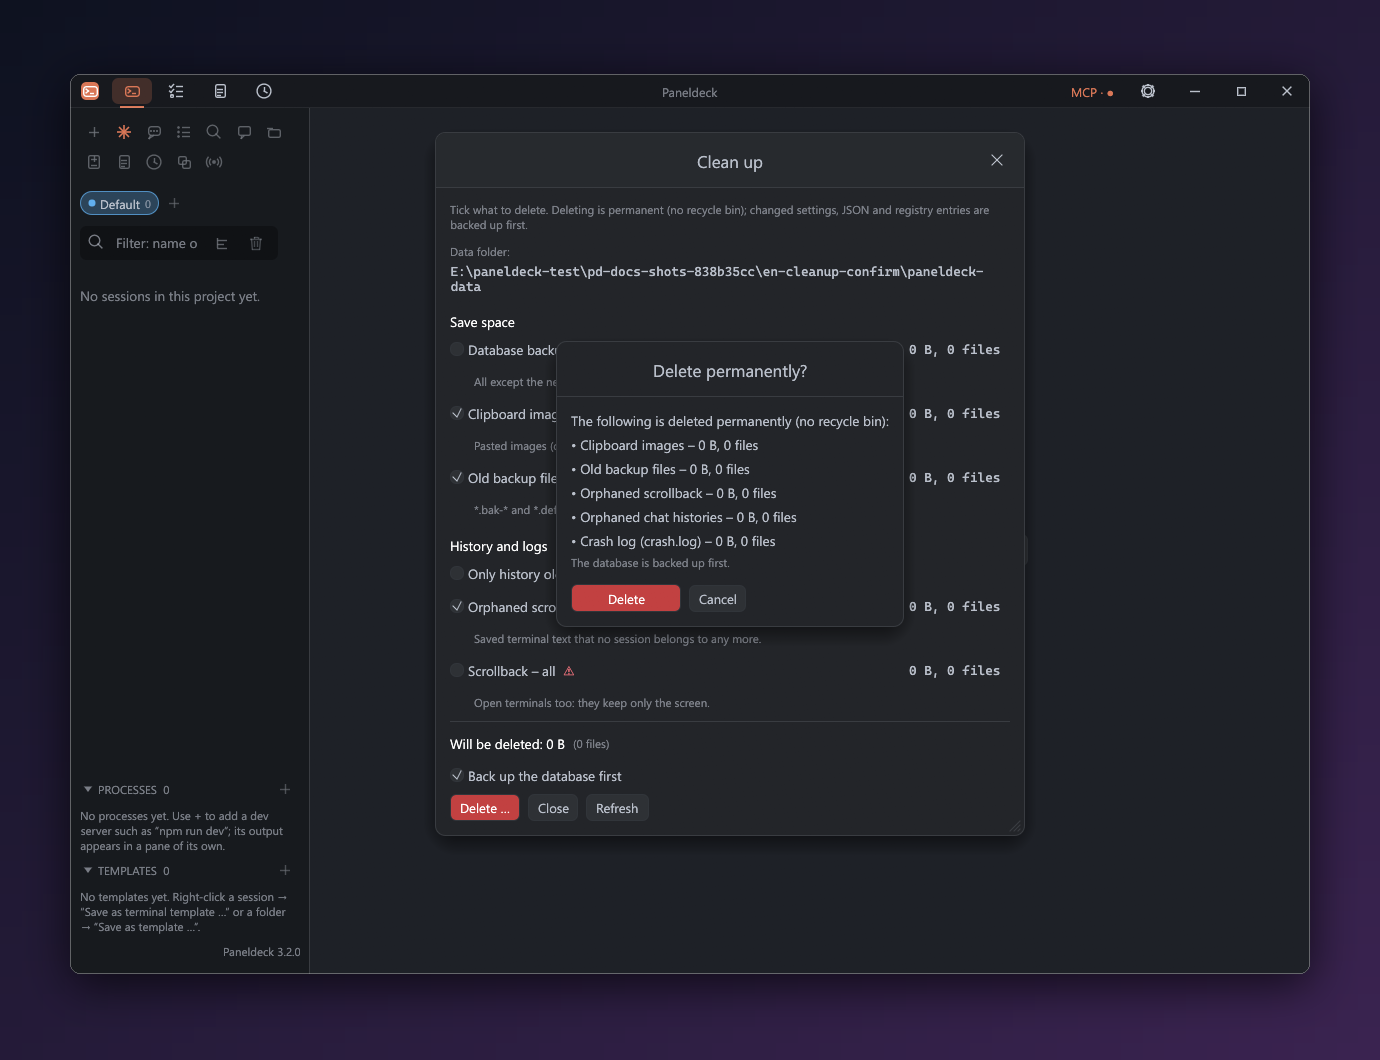 Paneldeck
MCP ·
Default 0
Filter: name o
No sessions in this project yet.
PROCESSES 0
No processes yet. Use + to add a dev
server such as “npm run dev”; its output
appears in a pane of its own.
TEMPLATES 0
No templates yet. Right-click a session →
“Save as terminal template ...” or a folder
→ “Save as template ...”.
Paneldeck 3.2.0
Clean up
Tick what to delete. Deleting is permanent (no recycle bin); changed settings, JSON and registry entries are
backed up first.
Data folder:
E:\paneldeck-test\pd-docs-shots-838b35cc\en-cleanup-confirm\paneldeck-
data
Save space
Database 0 B, 0 files
All except the
Clipboard 0 B, 0 files
Pasted images
Old backup 0 B, 0 files
*.bak-* and
History and logs
Only history
Orphaned 0 B, 0 files
Saved terminal text that no session belongs to any more.
Scrollback – all 0 B, 0 files
Open terminals too: they keep only the screen.
Will be deleted: 0 B (0 files)
Back up the database first
Delete ... Close Refresh
Delete permanently?
The following is deleted permanently (no recycle bin):
• Clipboard images – 0 B, 0 files
• Old backup files – 0 B, 0 files
• Orphaned scrollback – 0 B, 0 files
• Orphaned chat histories – 0 B, 0 files
• Crash log (crash.log) – 0 B, 0 files
The database is backed up first.
Delete Cancel